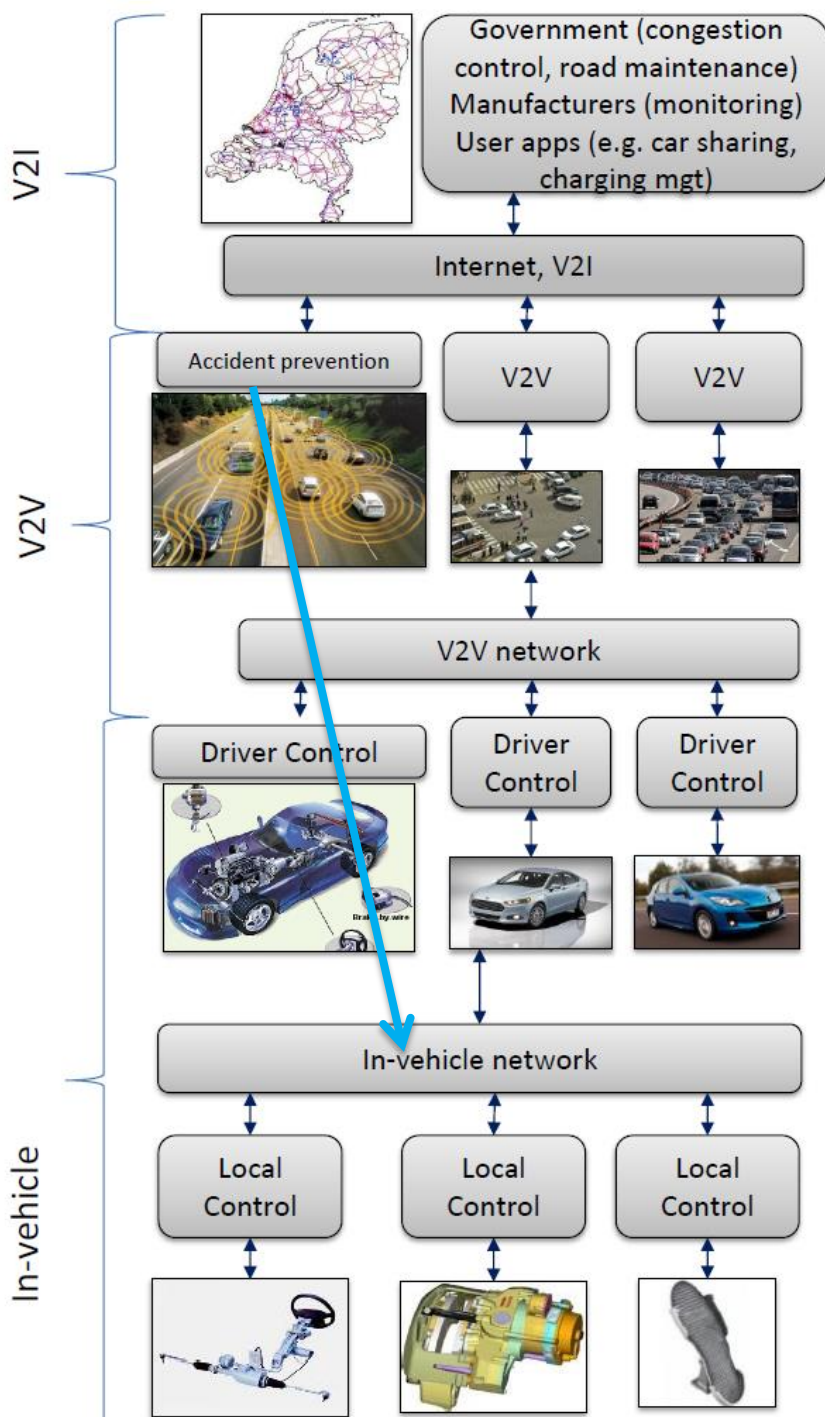 V2I
Government (congestion
control, road maintenance)
Manufacturers (monitoring)
User apps (e.g. car sharing,
charging mgt)
Internet, V2I
V2V
Accident prevention
V2V
V2V
V2V network
In-vehicle
Driver Control
Driver
Control
Driver
Control
by-wire
In-vehicle network
Local
Control
Local
Control
Local
Control